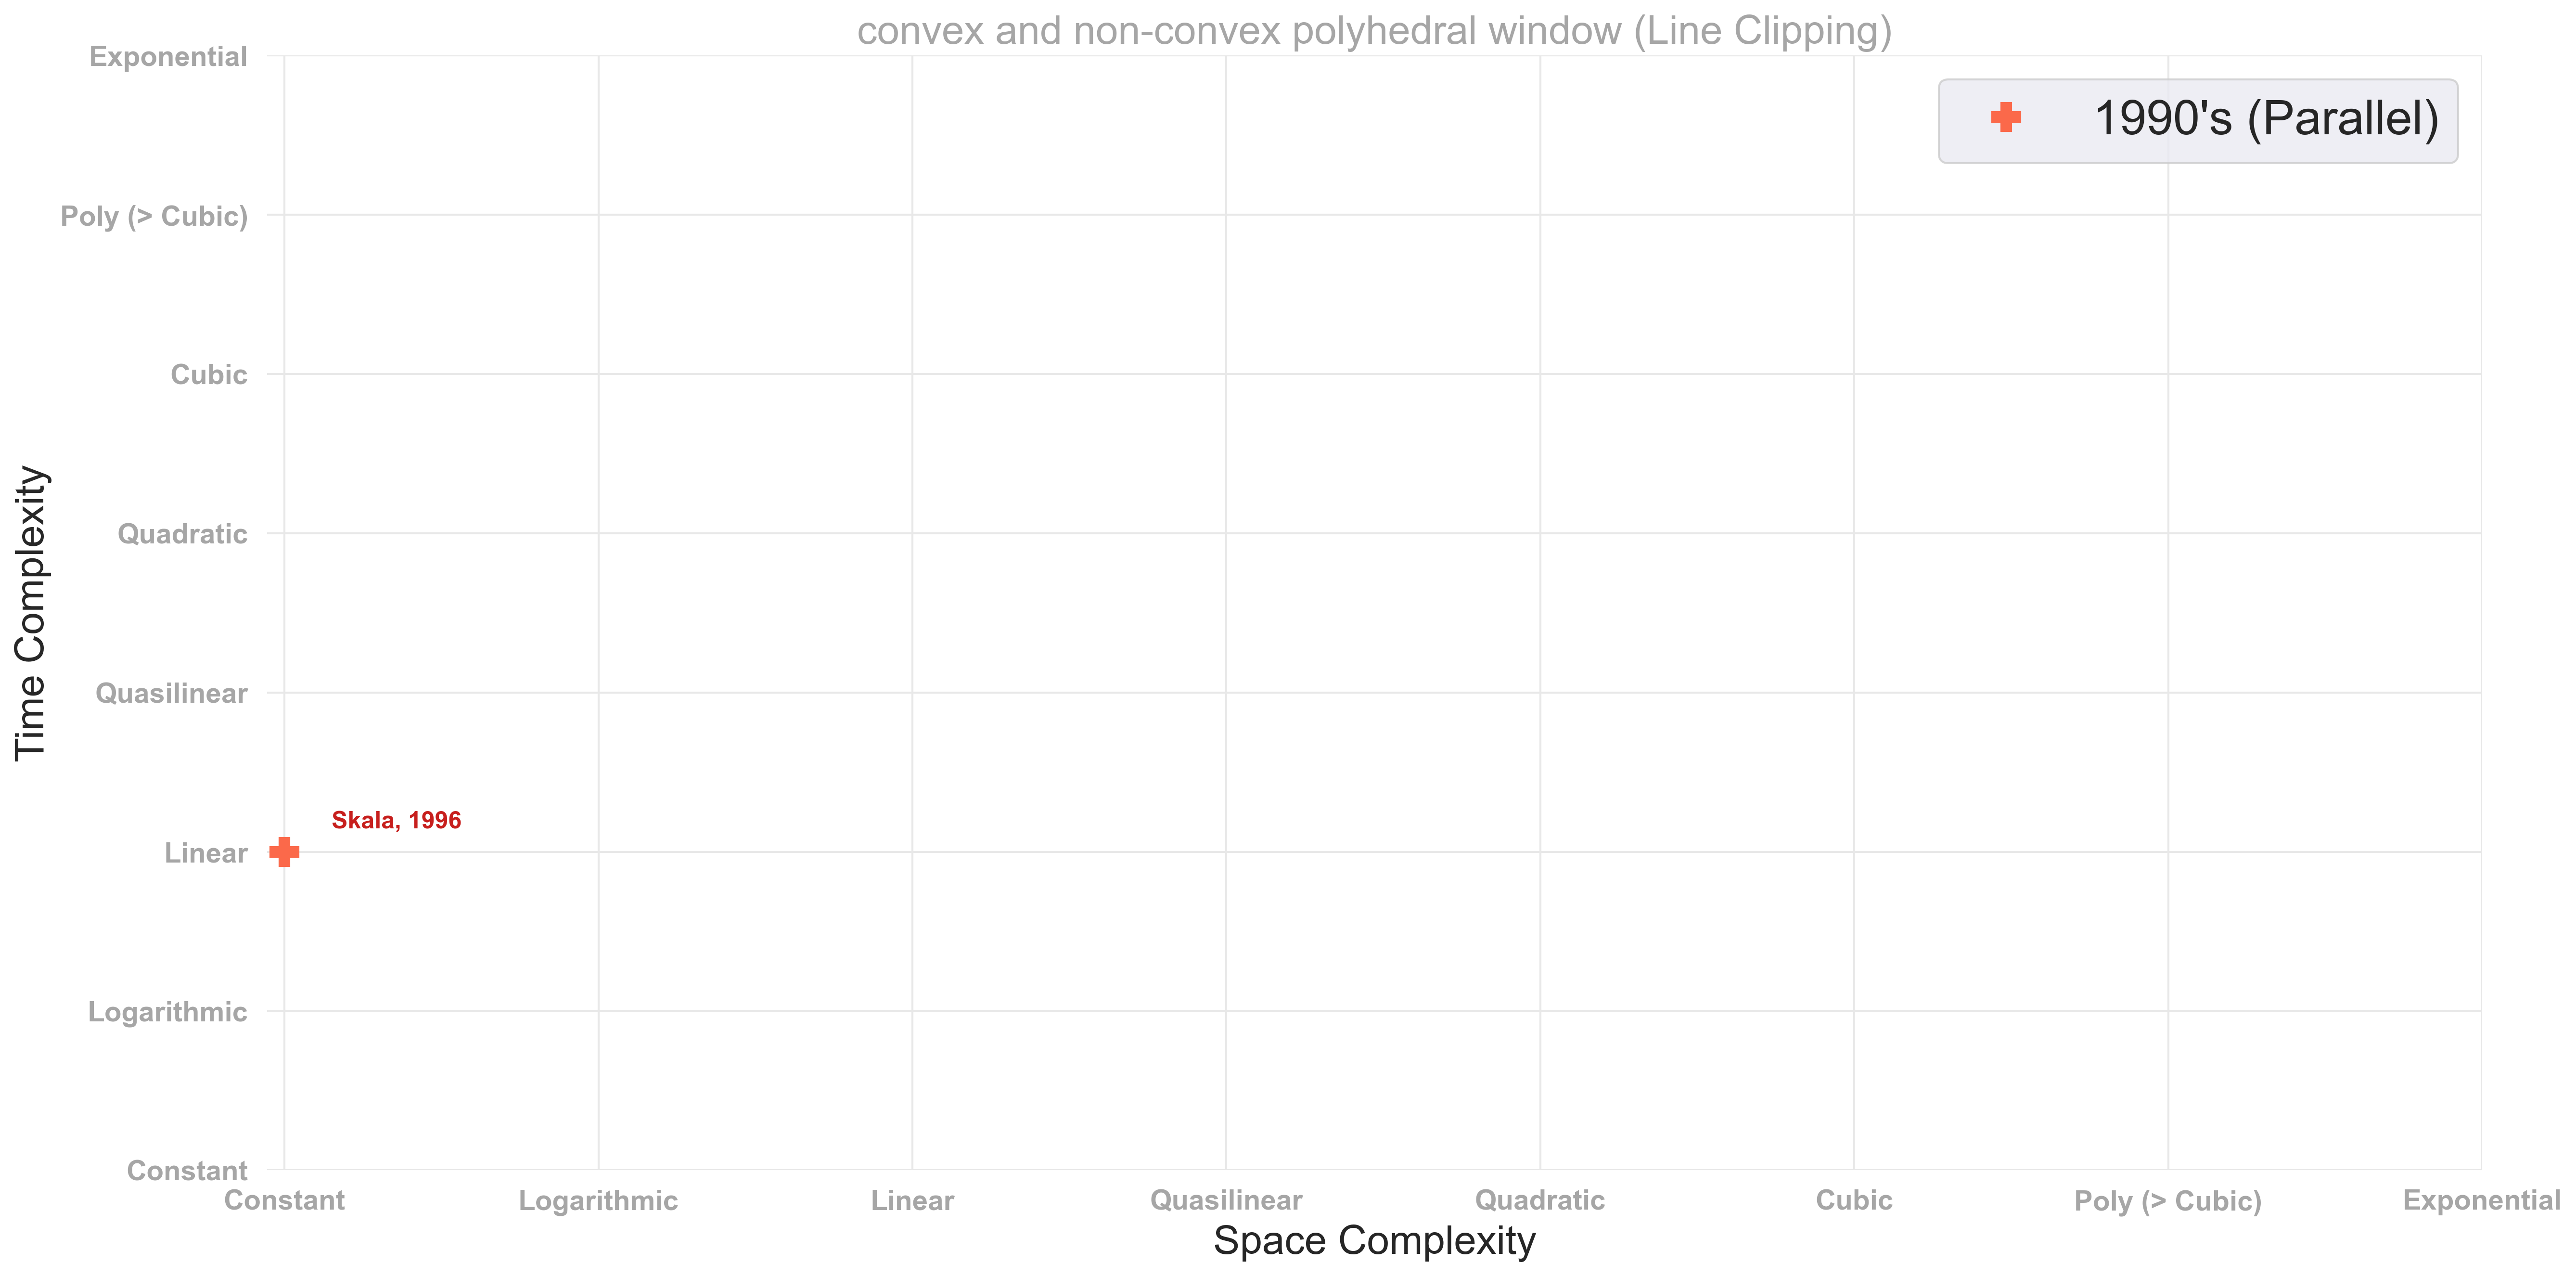 convex and non-convex polyhedral window (Line Clipping)
1990's (Parallel)
Time Complexity
Exponential
Poly (> Cubic)
Cubic
Quadratic
Quasilinear
Linear
Logarithmic
Constant
Skala, 1996
Constant
Logarithmic
Linear
Quasilinear
Quadratic
Cubic
Poly (> Cubic)
Exponential
Space Complexity